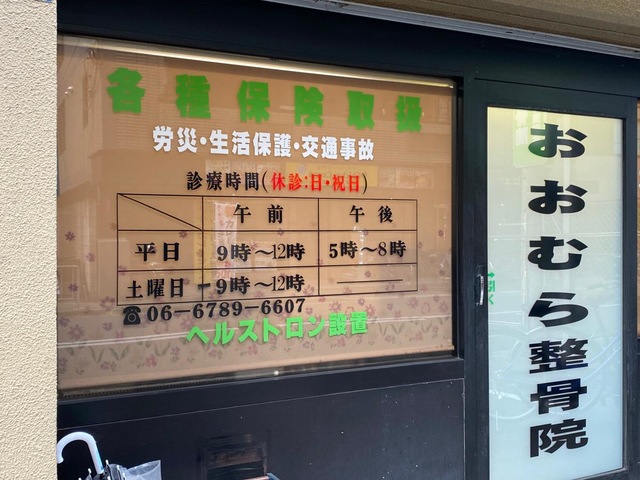 各種保険取扱
労災・生活保護・交通事故
診療時間(休診:日・祝日)
午前 午後
平日 9時〜12時 5時〜8時
土曜日 9時〜12時 ―
☎06-6789-6607
ヘルストロン設置
おおむら整骨院
引く